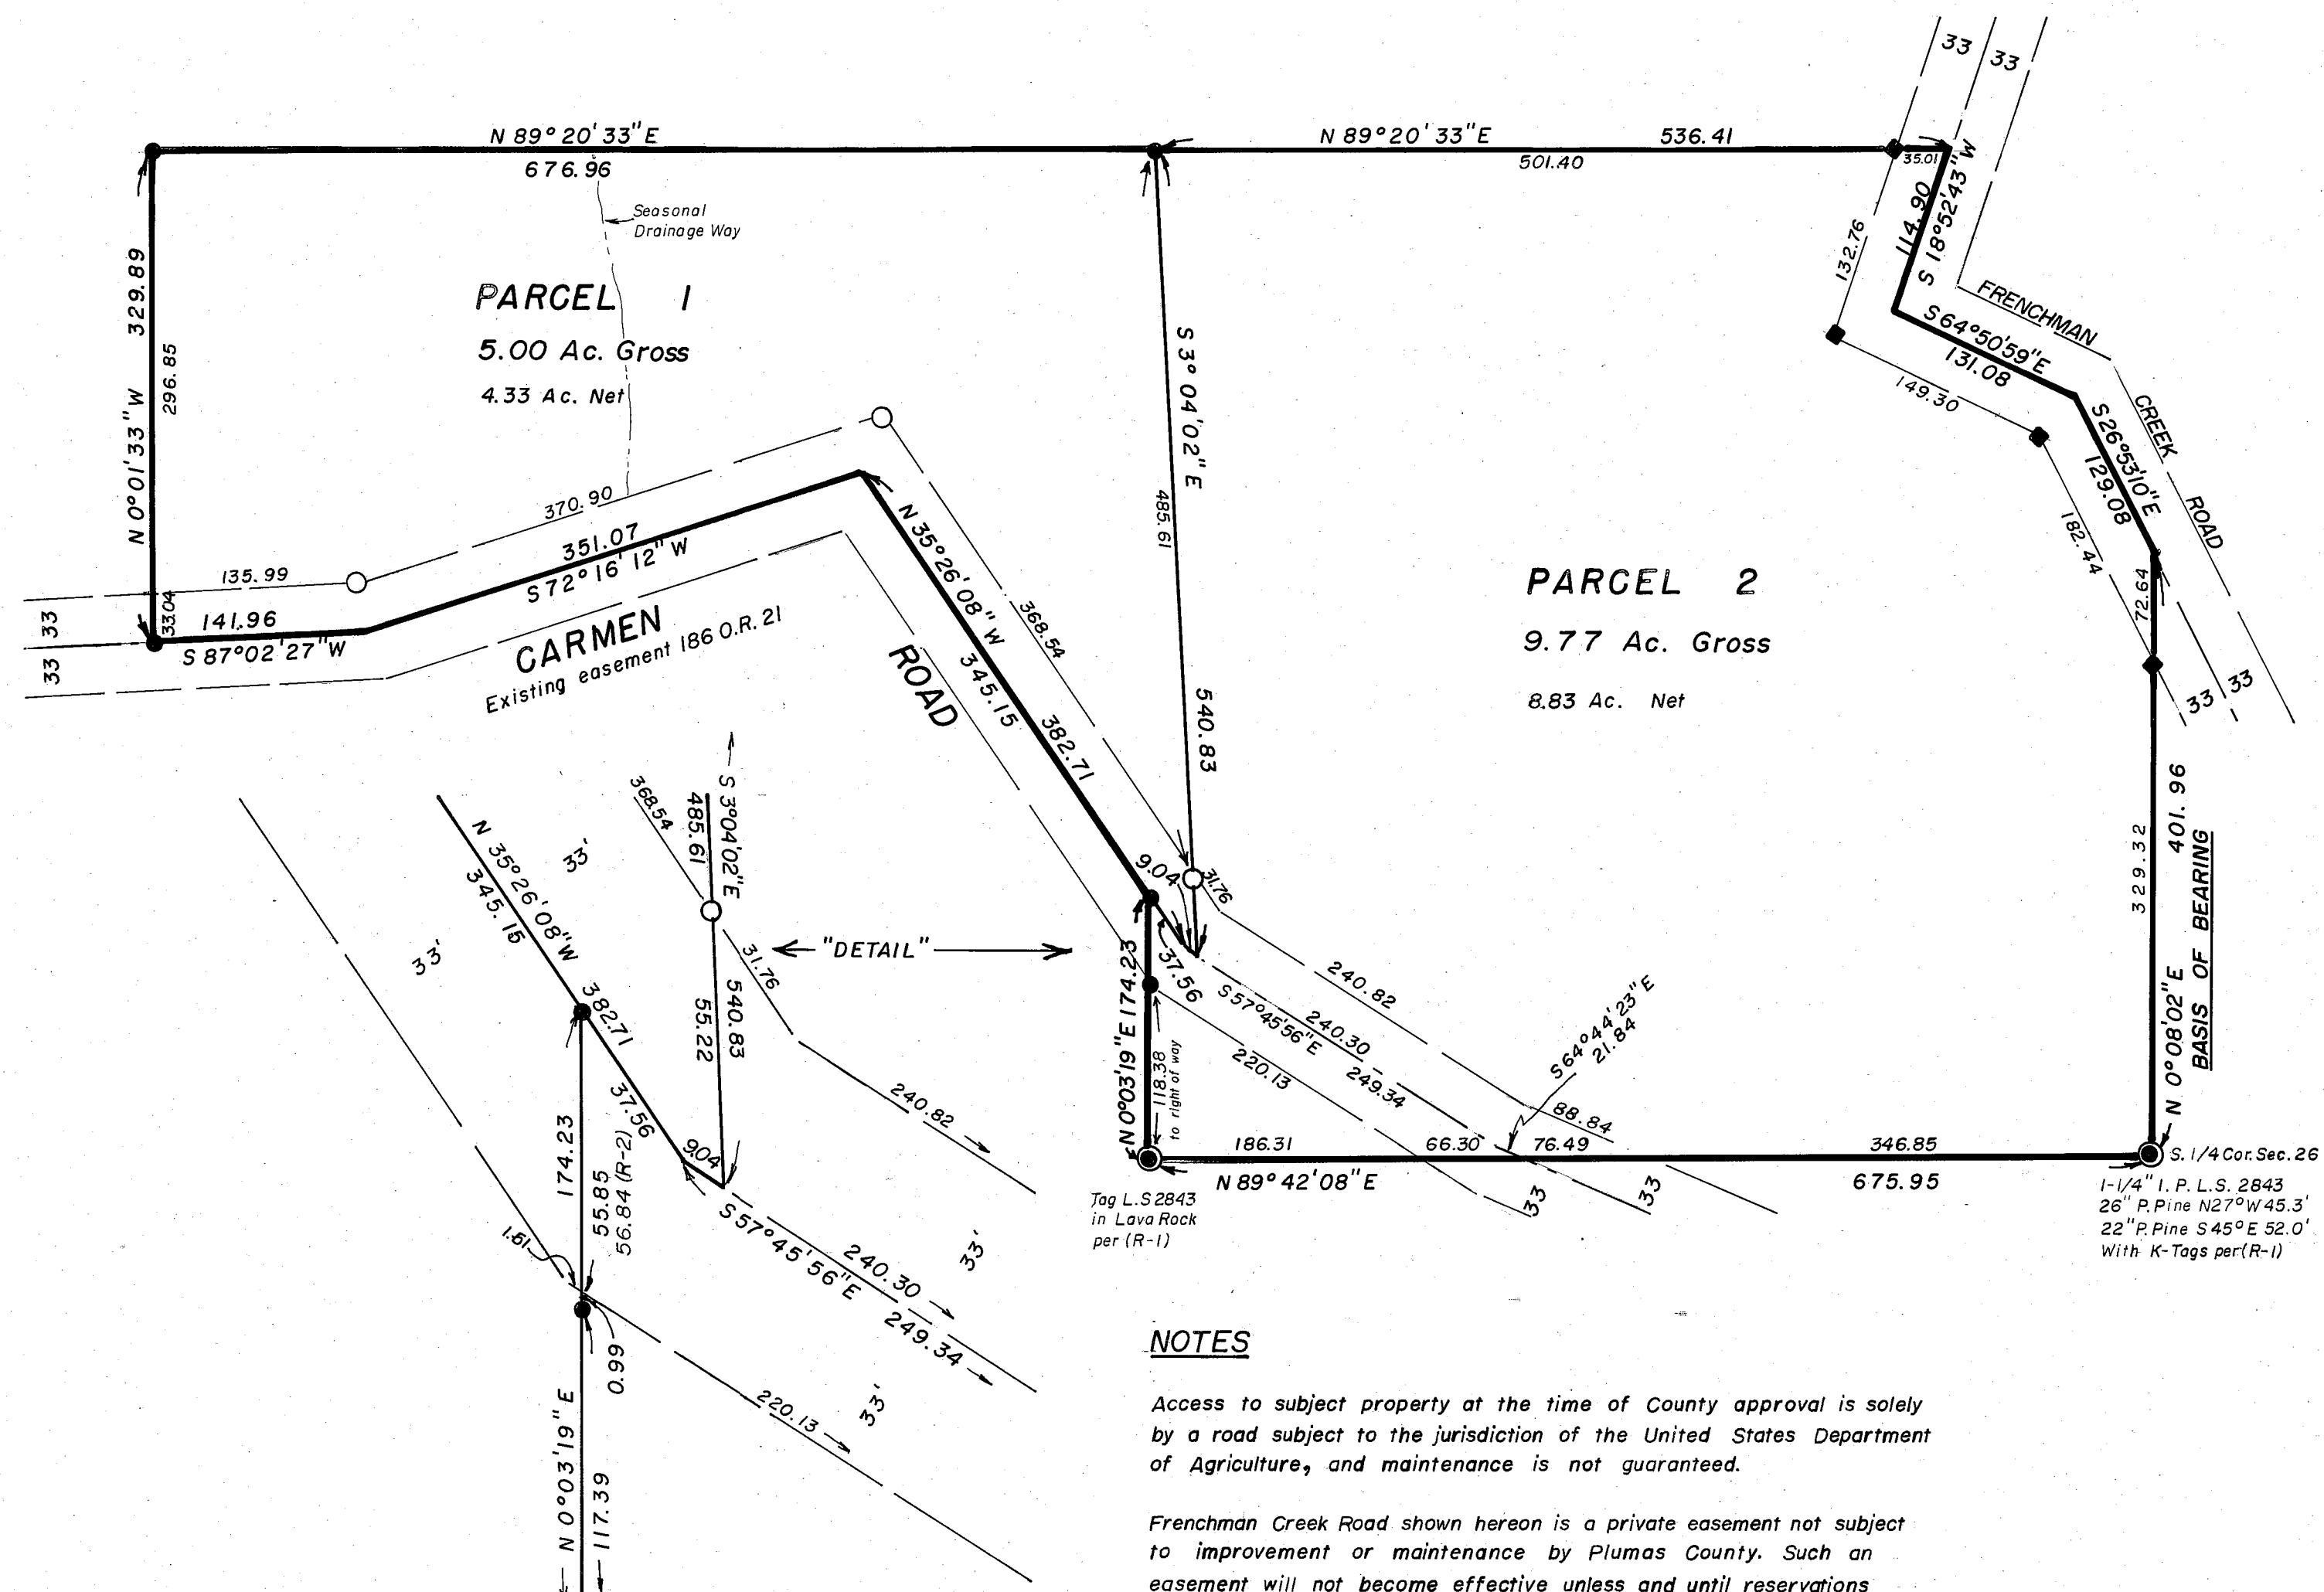 33
33
N 89° 20' 33" E
676.96
N 89° 20' 33" E
536.41
501.40
35.01
Seasonal
Drainage Way
PARCEL 1
5.00 Ac. Gross
4.33 Ac. Net
N 0° 01' 33" W 329.89
296.85
33.04
135.99
33
33
141.96
S 87° 02' 27" W
370.90
351.07
S 72° 16' 12" W
CARMEN
Existing easement 186 O.R. 21
ROAD
N 35° 26' 08" W
368.54
345.15
382.71
S 3° 04' 02" E
485.61
540.83
PARCEL 2
9.77 Ac. Gross
8.83 Ac. Net
114.90
S 18° 52' 43" W
132.76
FRENCHMAN
CREEK
ROAD
S 64° 50' 59" E
131.08
149.30
S 26° 53' 10" E
129.08
182.44
72.64
33
33
329.32
N. 0° 08' 02" E 401.96
BASIS OF BEARING
9.04
31.76
37.56
N 0° 03' 19" E 174.23
118.38
to right of way
S 57° 45' 56" E
240.82
240.30
249.34
220.13
S 64° 44' 23" E
21.84
88.84
186.31
66.30
76.49
346.85
N 89° 42' 08" E
675.95
33
33
S. 1/4 Cor. Sec. 26
1-1/4" I. P. L.S. 2843
26" P. Pine N27° W 45.3'
22" P. Pine S 45° E 52.0'
With K-Tags per (R-1)
Tag L.S 2843
in Lava Rock
per (R-1)
"DETAIL"
N 35° 26' 08" W
345.15
382.71
33'
33'
368.54
485.61
S 3° 04' 02" E
31.76
540.83
55.22
37.56
9.04
174.23
55.85
56.84 (R-2)
1.61
0.99
N 0° 03' 19" E
117.39
240.82
S 57° 45' 56" E
240.30
249.34
220.13
33'
33'
NOTES
Access to subject property at the time of County approval is solely
by a road subject to the jurisdiction of the United States Department
of Agriculture, and maintenance is not guaranteed.
Frenchman Creek Road shown hereon is a private easement not subject
to improvement or maintenance by Plumas County. Such an
easement will not become effective unless and until reservations